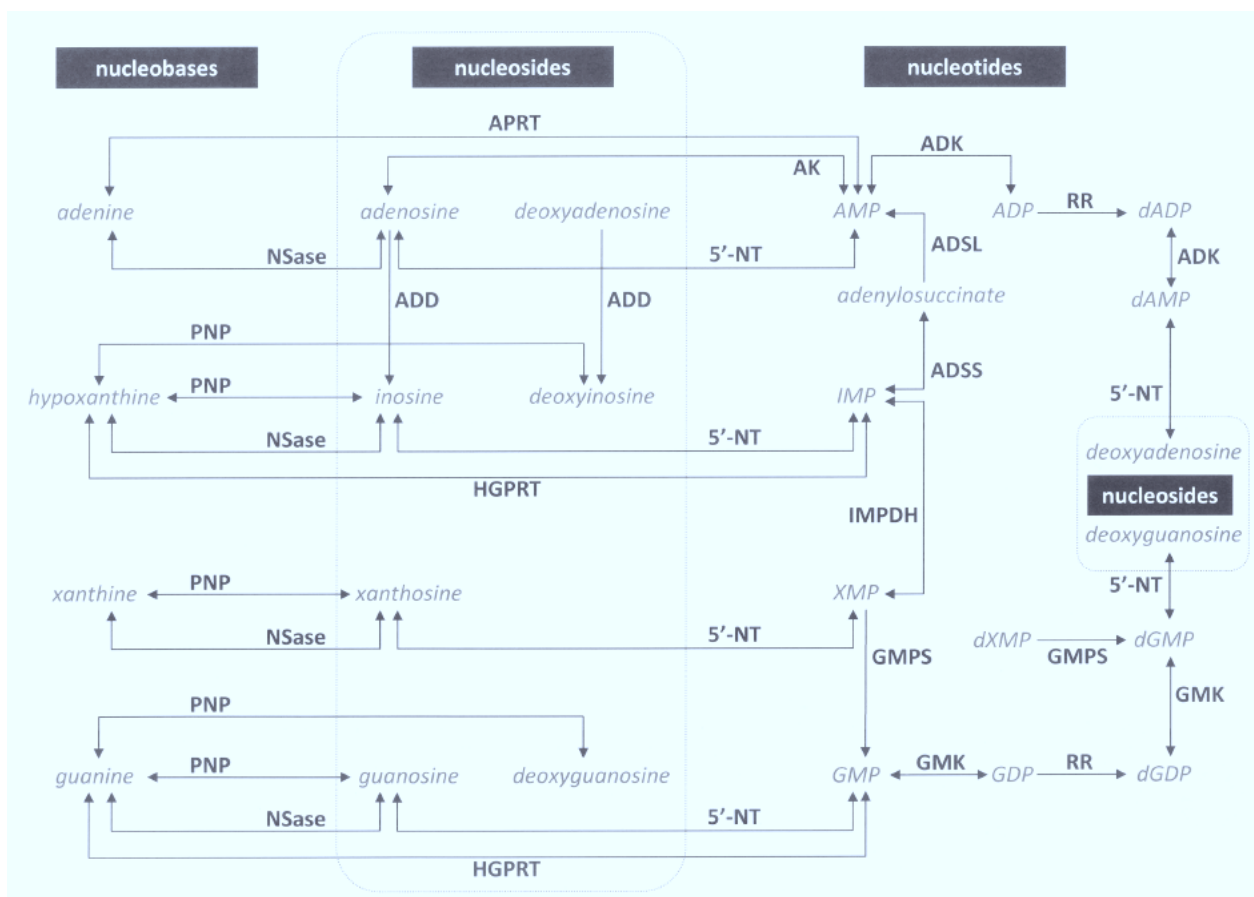 nucleobases nucleosides nucleotides
APRT
ADK
AK
adenine adenosine deoxyadenosine AMP ADP RR dADP
NSase 5'-NT ADSL ADK
adenylosuccinate dAMP
ADD ADD
PNP
ADSS
PNP
hypoxanthine inosine deoxyinosine IMP 5'-NT
NSase 5'-NT
deoxyadenosine
HGPRT
nucleosides
IMPDH
deoxyguanosine
PNP 5'-NT
xanthine xanthosine XMP
NSase 5'-NT
dXMP dGMP
GMPS GMPS
GMK
PNP
PNP GMK RR
guanine guanosine deoxyguanosine GMP GDP dGDP
NSase 5'-NT
HGPRT